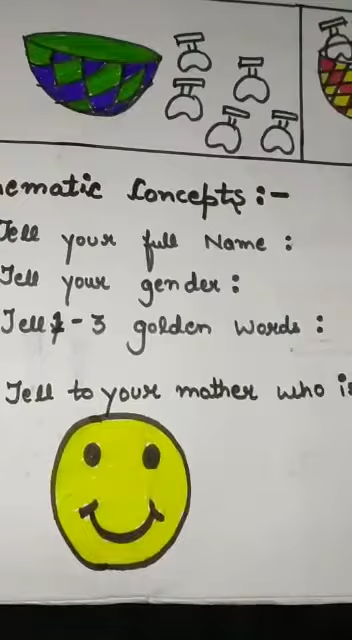 ematic Concepts :-
Tell your full Name :
Tell your gender :
Tell - 3 golden words :
Tell to your mother who is